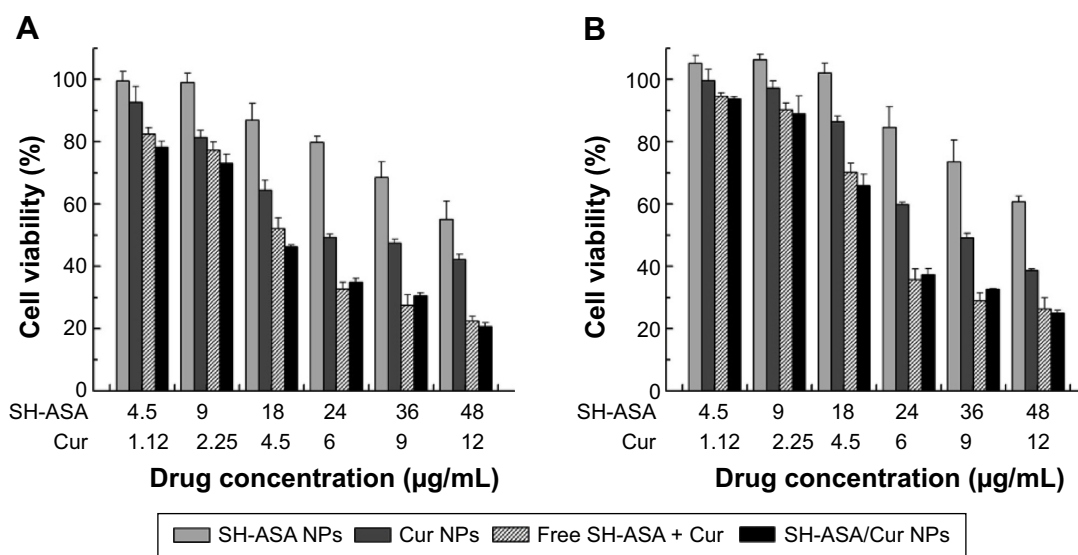 A
Cell viability (%)
100
80
60
40
20
0
SH-ASA 4.5 9 18 24 36 48
Cur 1.12 2.25 4.5 6 9 12
Drug concentration (µg/mL)
B
Cell viability (%)
100
80
60
40
20
0
4.5 9 18 24 36 48
1.12 2.25 4.5 6 9 12
Drug concentration (µg/mL)
SH-ASA NPs Cur NPs Free SH-ASA + Cur SH-ASA/Cur NPs